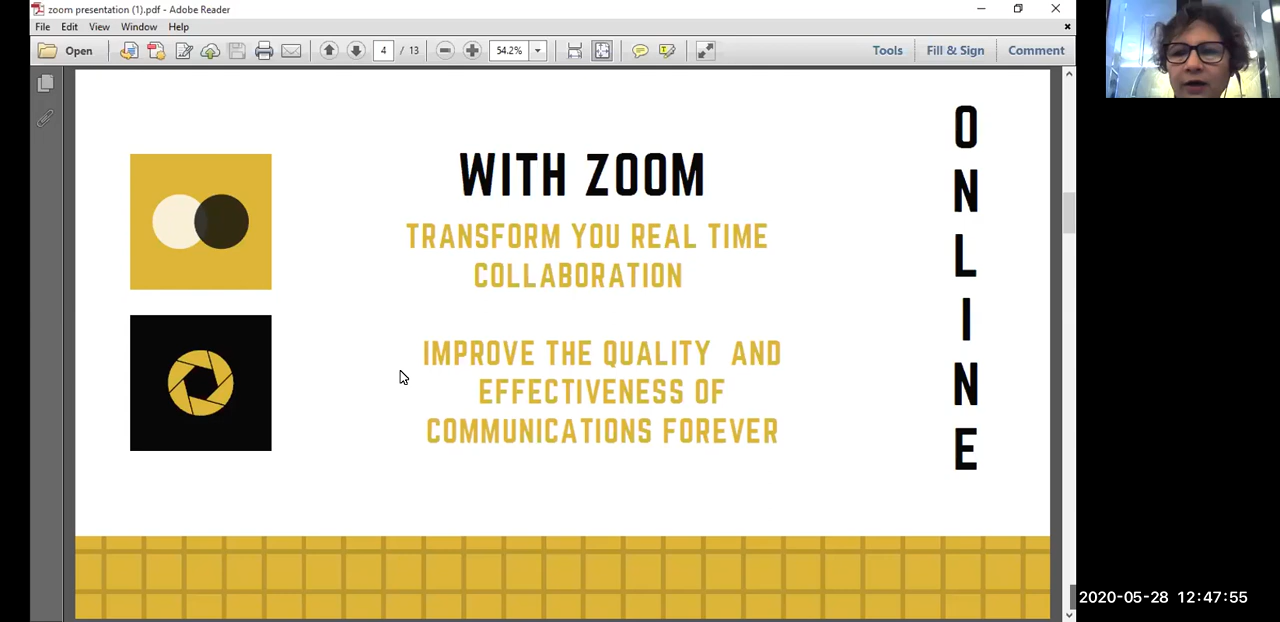 zoom presentation (1).pdf - Adobe Reader
File Edit View Window Help
Open 4 / 13 54.2% Tools Fill & Sign Comment
WITH ZOOM
TRANSFORM YOU REAL TIME
COLLABORATION
IMPROVE THE QUALITY AND
EFFECTIVENESS OF
COMMUNICATIONS FOREVER
ONLINE
2020-05-28 12:47:55